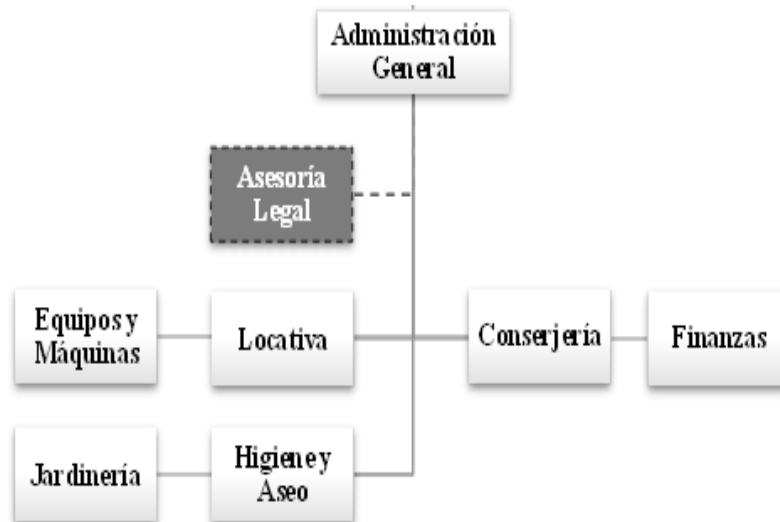 Administración
General
Asesoría
Legal
Equipos y
Máquinas
Locativa
Conserjería
Finanzas
Jardinería
Higiene y
Aseo